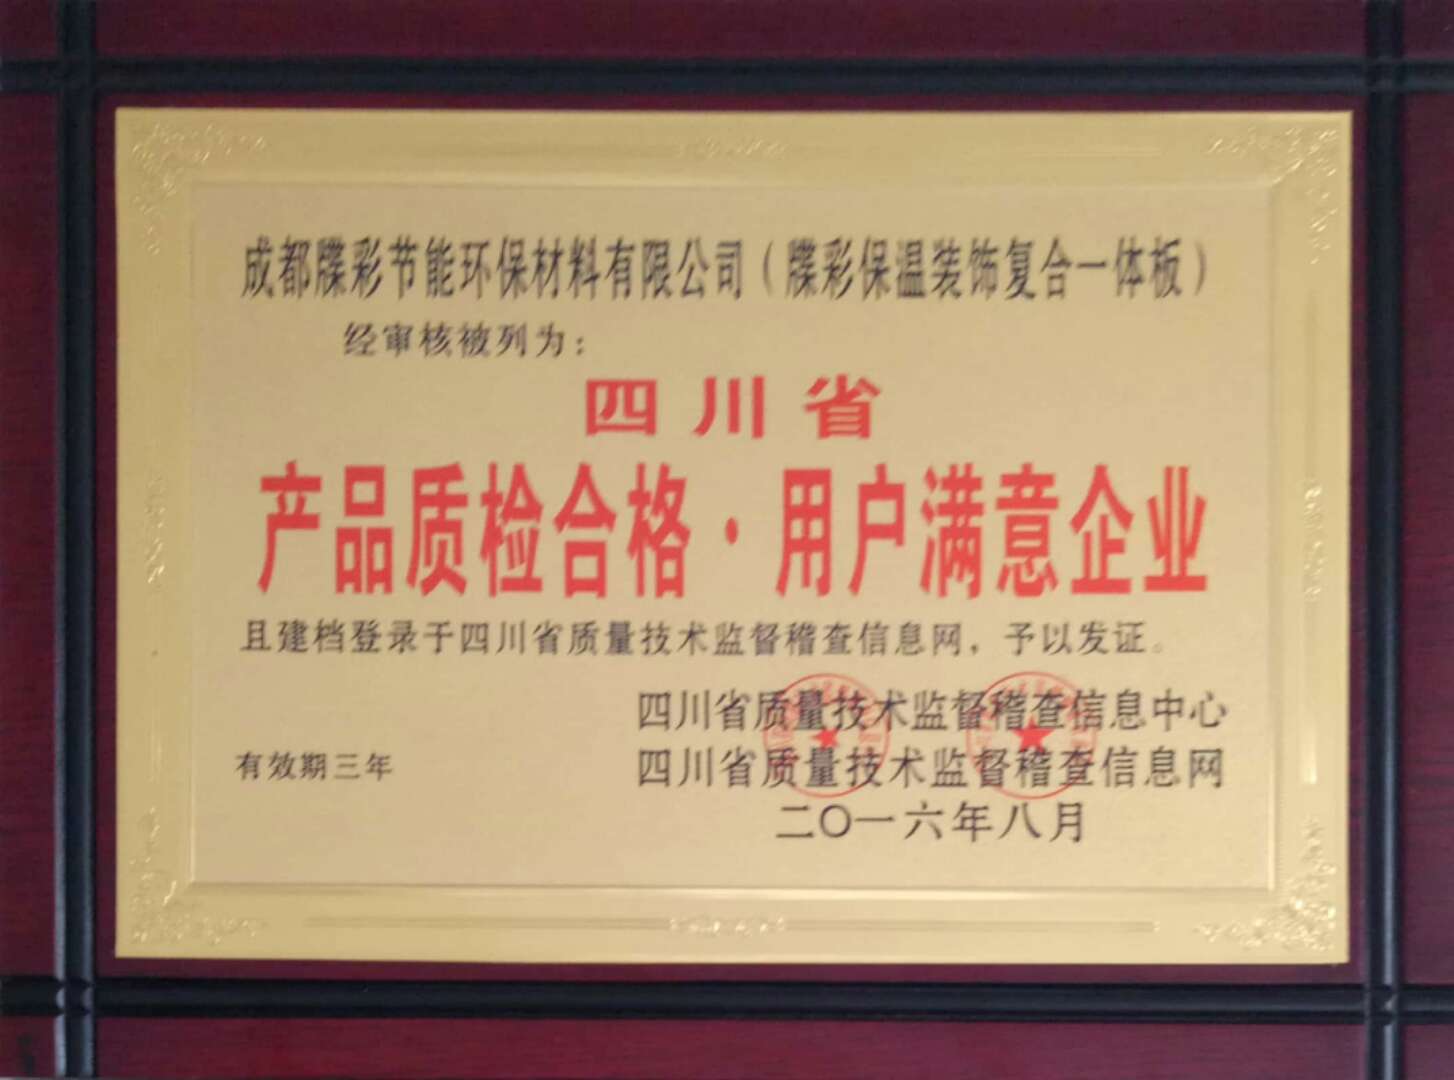 成都牒彩节能环保材料有限公司（牒彩保温装饰复合一体板）
经审核被列为：
四川省
产品质检合格·用户满意企业
且建档登录于四川省质量技术监督稽查信息网，予以发证。
四川省质量技术监督稽查信息中心
有效期三年
四川省质量技术监督稽查信息网
二〇一六年八月